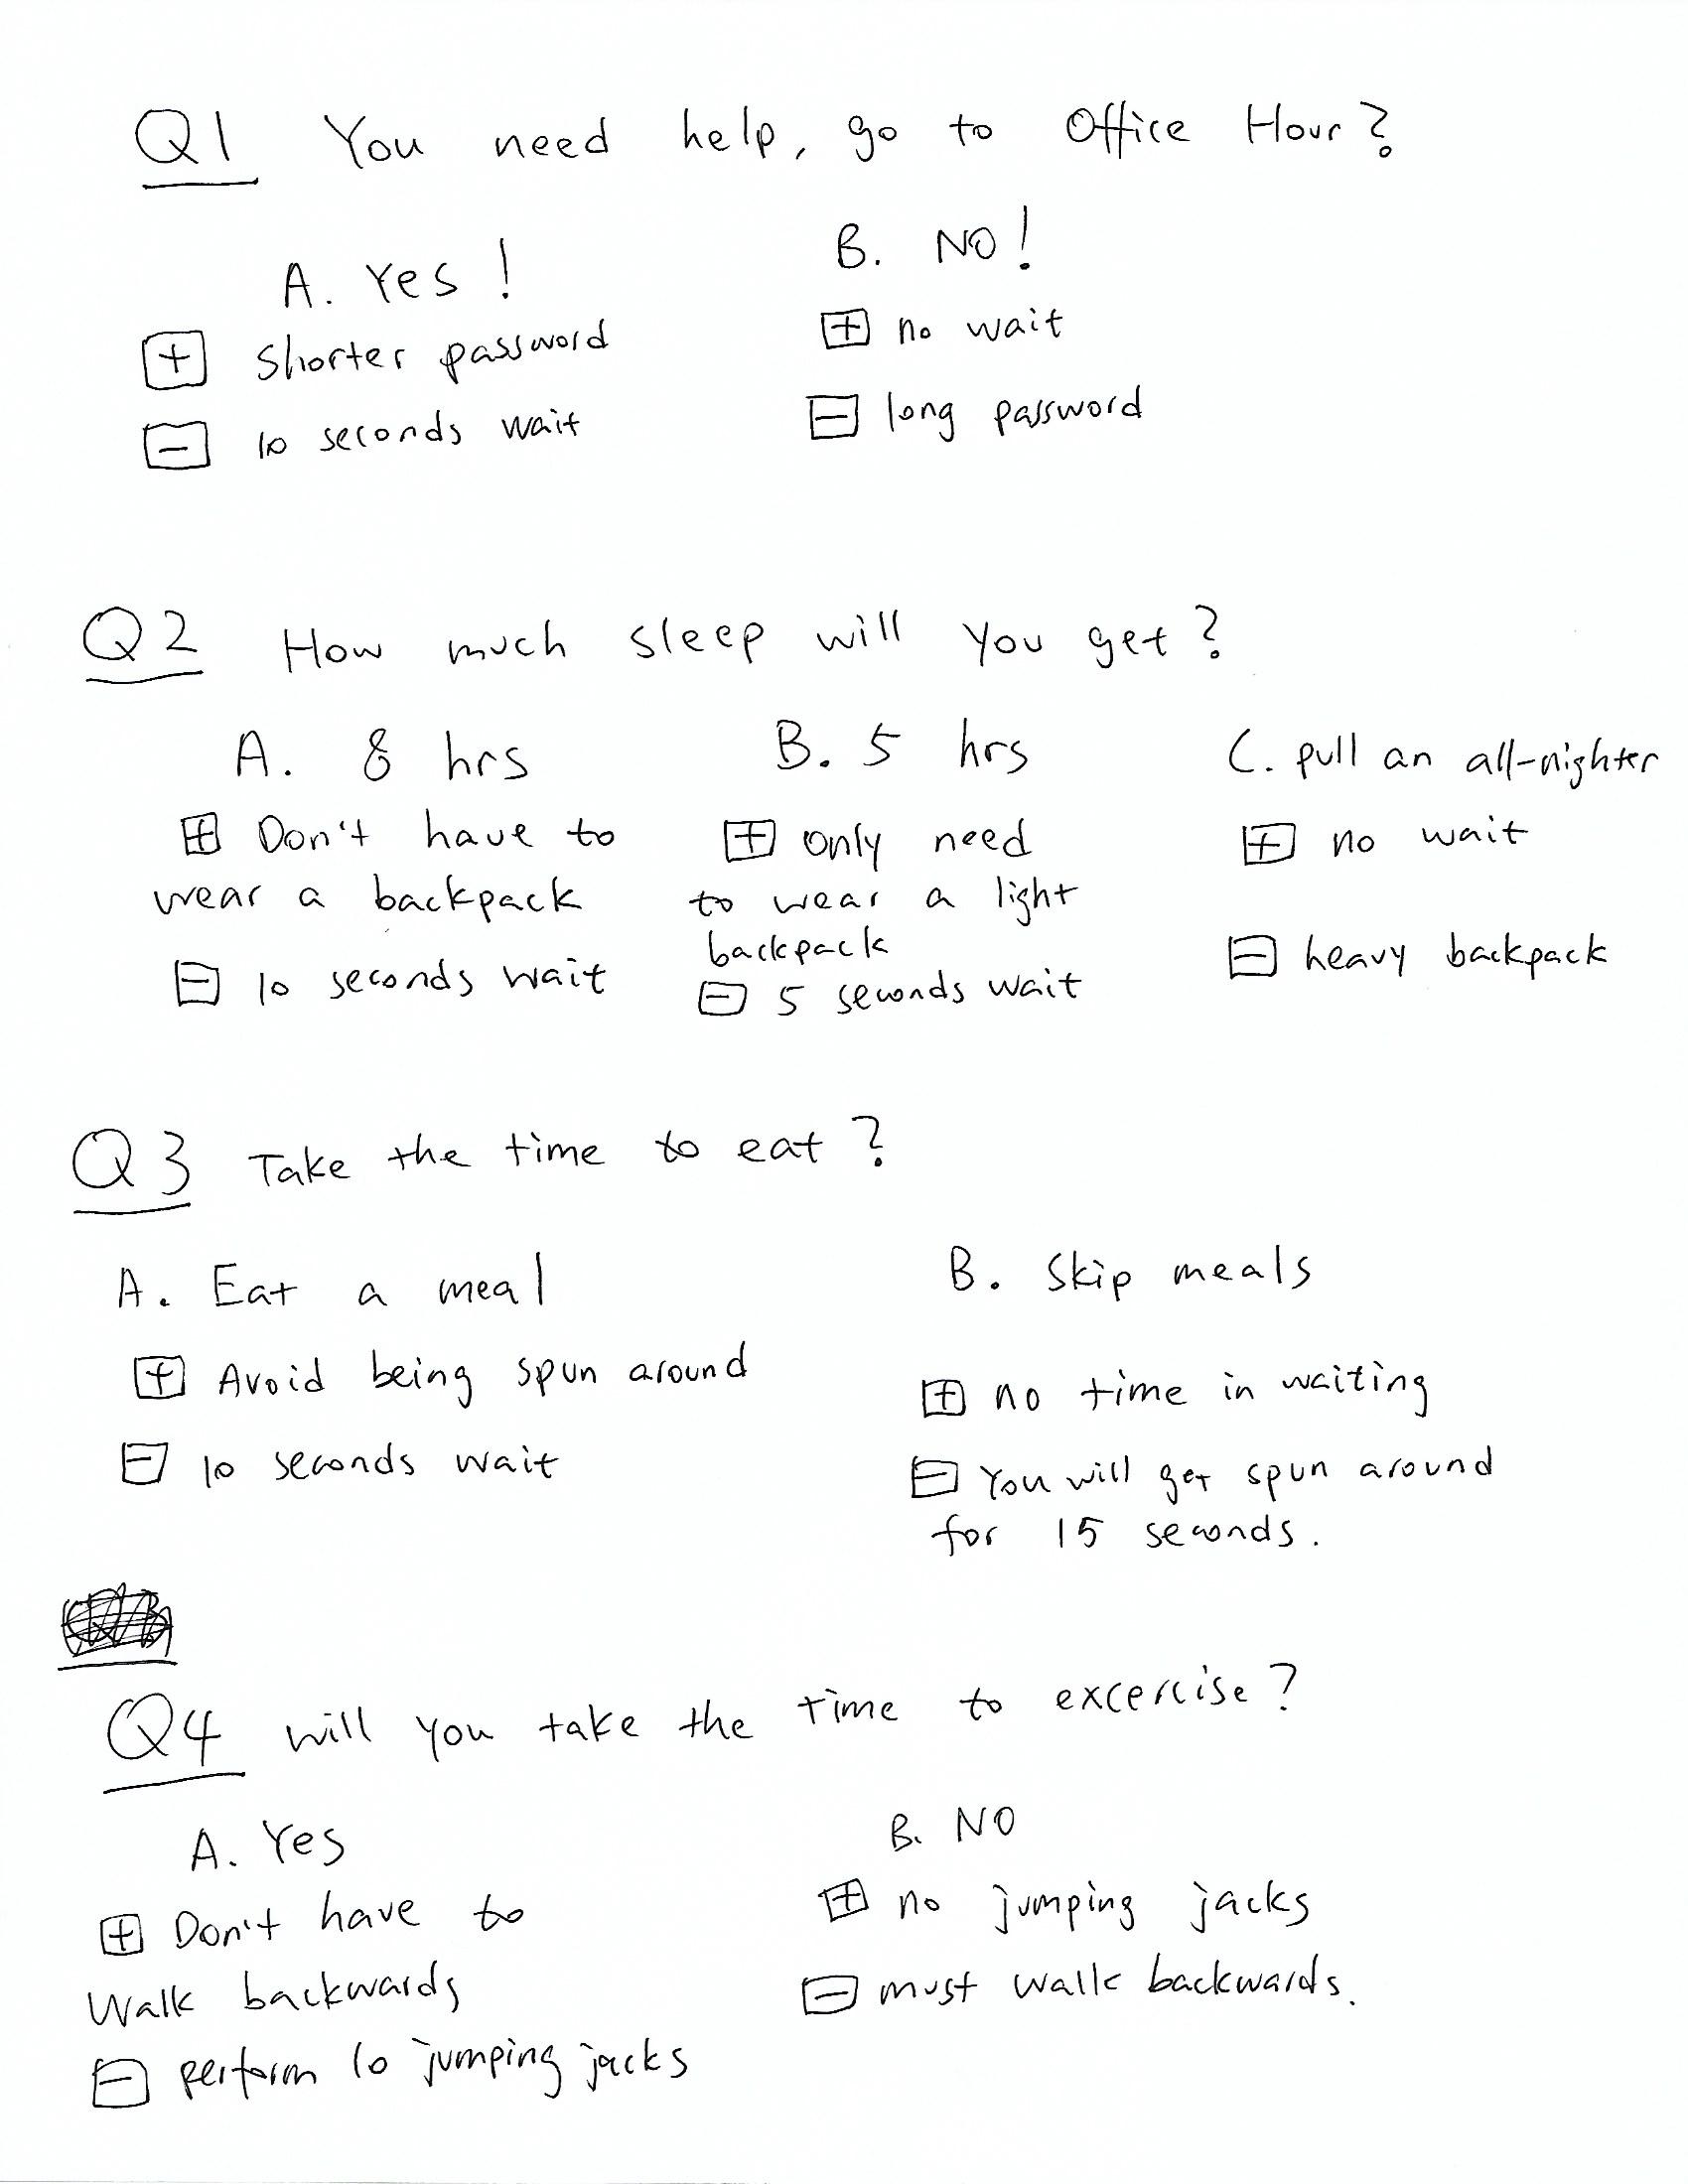 Q1 You need help, go to Office Hour?
A. Yes!
+ Shorter password
- 10 seconds wait
B. NO!
+ no wait
- long password
Q2 How much sleep will you get?
A. 8 hrs
+ Don't have to
wear a backpack
- 10 seconds wait
B. 5 hrs
+ only need
to wear a light
backpack
- 5 seconds wait
C. pull an all-nighter
+ no wait
- heavy backpack
Q3 Take the time to eat?
A. Eat a meal
+ Avoid being spun around
- 10 seconds wait
B. Skip meals
+ no time in waiting
- You will get spun around
for 15 seconds.
Q4 will you take the time to excercise?
A. Yes
+ Don't have to
Walk backwards
- perform 10 jumping jacks
B. NO
+ no jumping jacks
- must walk backwards.